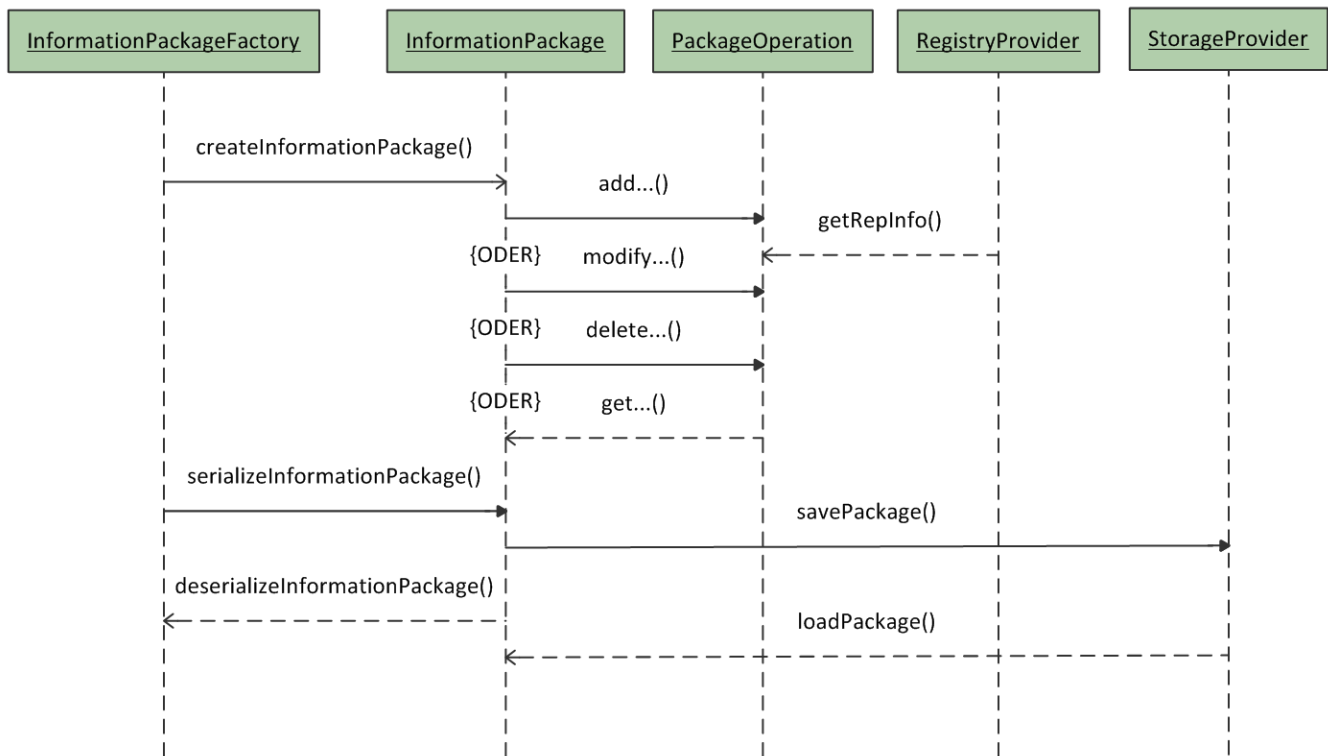 InformationPackageFactory
InformationPackage
PackageOperation
RegistryProvider
StorageProvider
createInformationPackage()
add...()
getRepInfo()
{ODER} modify...()
{ODER} delete...()
{ODER} get...()
serializeInformationPackage()
savePackage()
deserializeInformationPackage()
loadPackage()